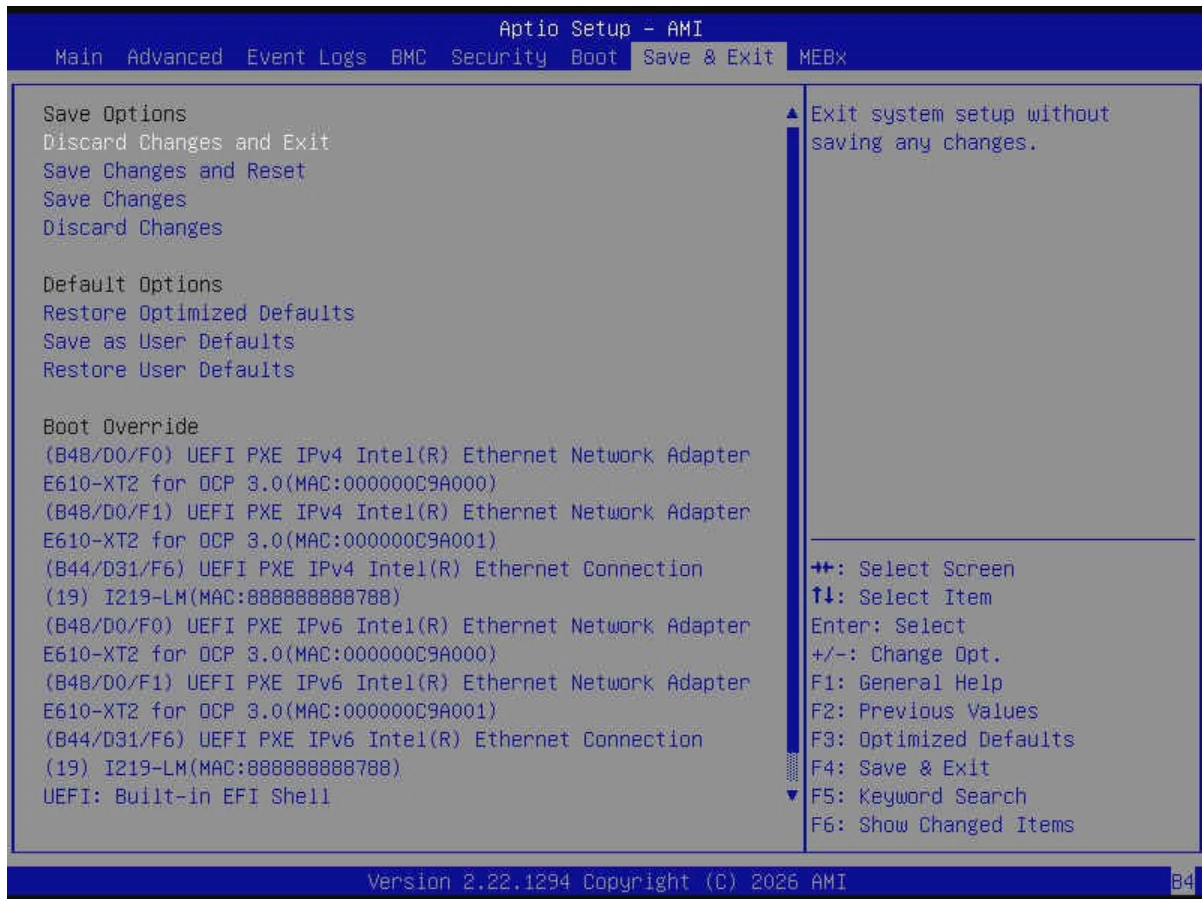 Aptio Setup – AMI
Main Advanced Event Logs BMC Security Boot Save & Exit MEBx
Save Options
Discard Changes and Exit
Save Changes and Reset
Save Changes
Discard Changes
Default Options
Restore Optimized Defaults
Save as User Defaults
Restore User Defaults
Boot Override
(B48/D0/F0) UEFI PXE IPv4 Intel(R) Ethernet Network Adapter
E610-XT2 for OCP 3.0(MAC:000000C9A000)
(B48/D0/F1) UEFI PXE IPv4 Intel(R) Ethernet Network Adapter
E610-XT2 for OCP 3.0(MAC:000000C9A001)
(B44/D31/F6) UEFI PXE IPv4 Intel(R) Ethernet Connection
(19) I219-LM(MAC:888888888788)
(B48/D0/F0) UEFI PXE IPv6 Intel(R) Ethernet Network Adapter
E610-XT2 for OCP 3.0(MAC:000000C9A000)
(B48/D0/F1) UEFI PXE IPv6 Intel(R) Ethernet Network Adapter
E610-XT2 for OCP 3.0(MAC:000000C9A001)
(B44/D31/F6) UEFI PXE IPv6 Intel(R) Ethernet Connection
(19) I219-LM(MAC:888888888788)
UEFI: Built-in EFI Shell
Exit system setup without
saving any changes.
→←: Select Screen
↑↓: Select Item
Enter: Select
+/-: Change Opt.
F1: General Help
F2: Previous Values
F3: Optimized Defaults
F4: Save & Exit
F5: Keyword Search
F6: Show Changed Items
Version 2.22.1294 Copyright (C) 2026 AMI
B4